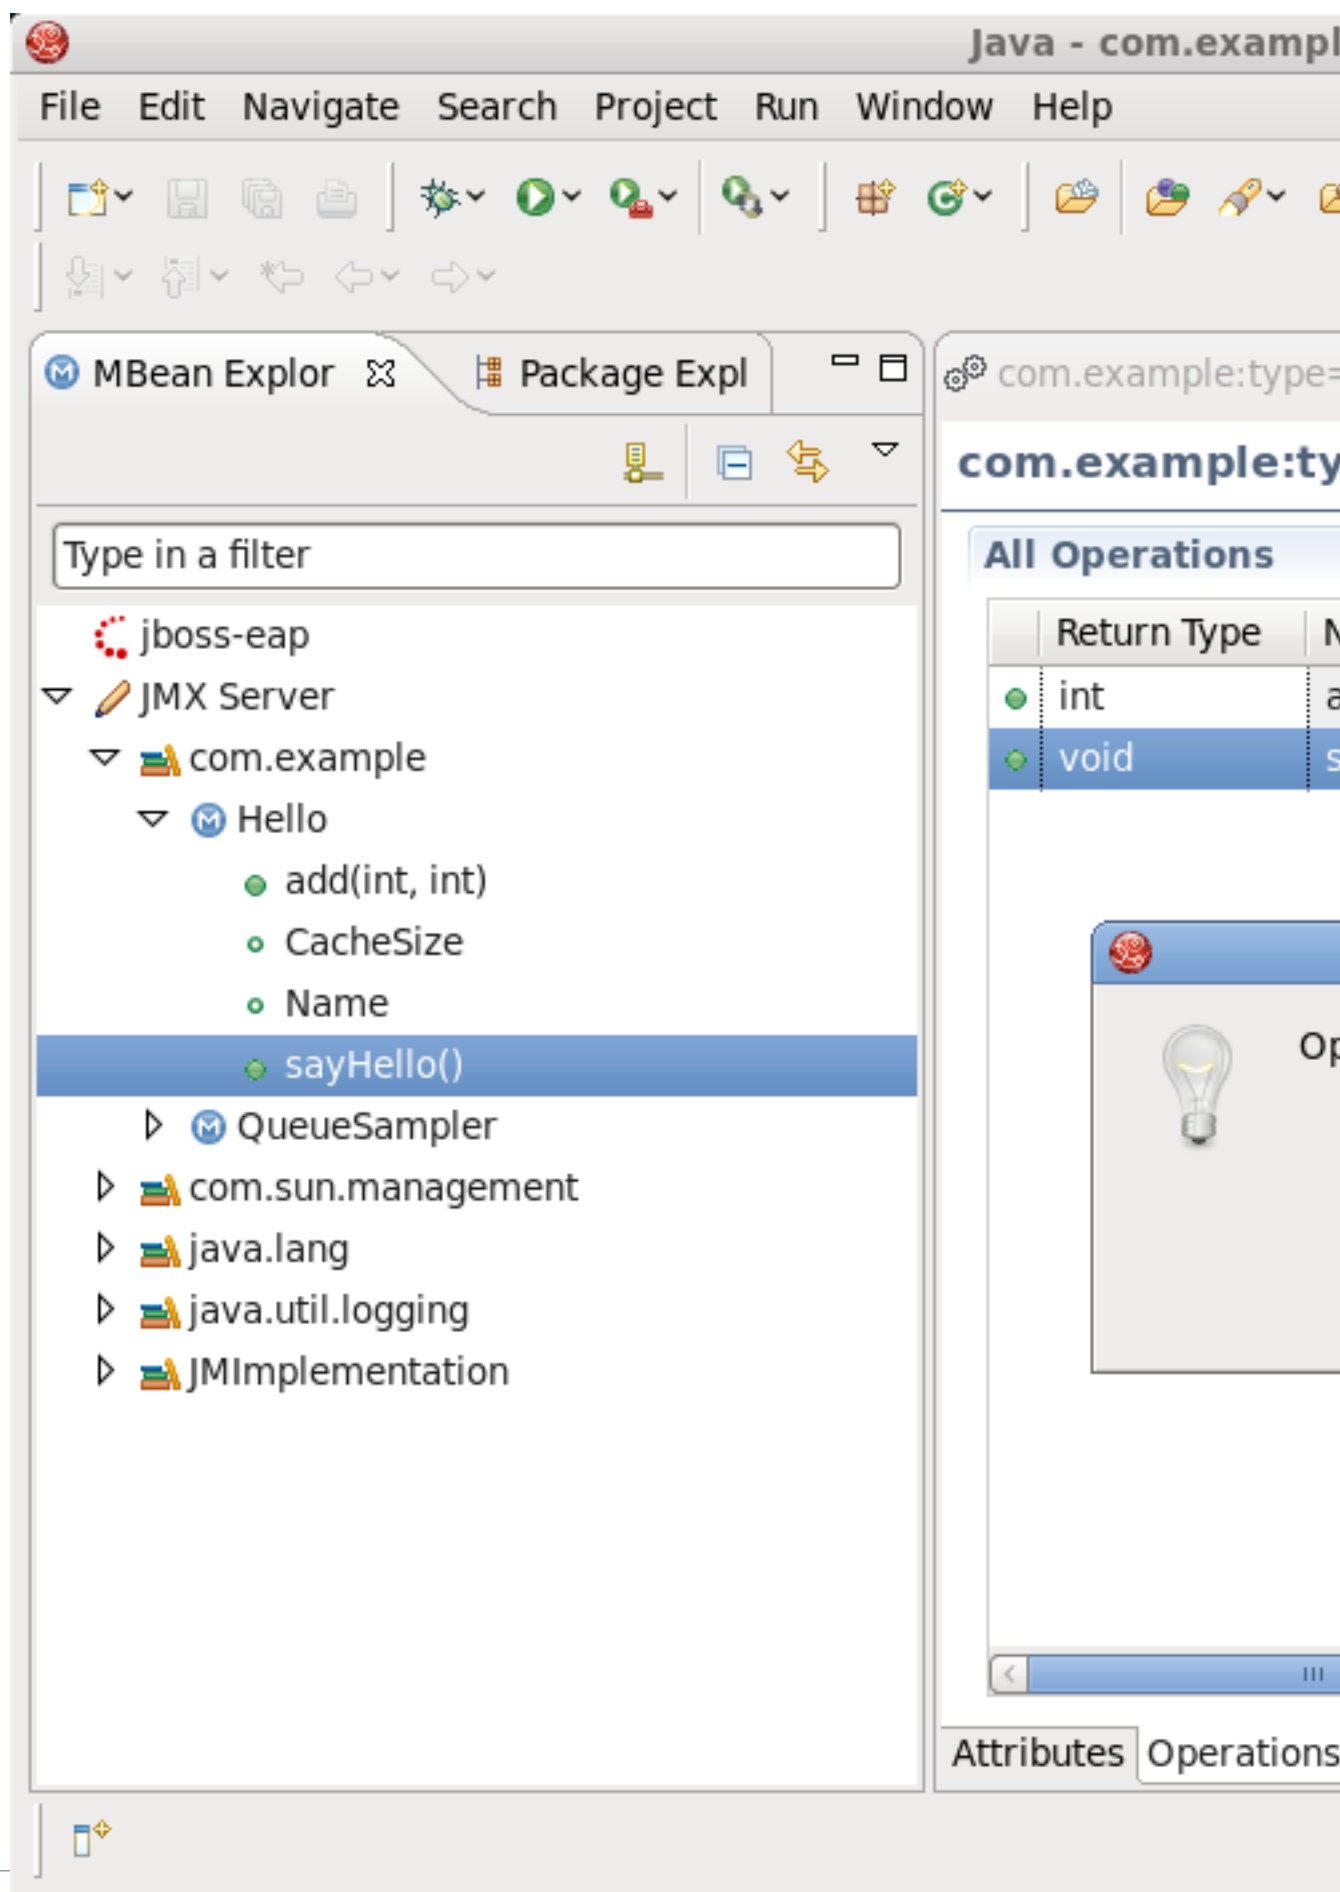 Java - com.exampl
File Edit Navigate Search Project Run Window Help
MBean Explor Package Expl
com.example:type=
com.example:ty
Type in a filter
All Operations
Return Type N
jboss-eap
int a
JMX Server
void s
com.example
Hello
add(int, int)
CacheSize
Name
Op
sayHello()
QueueSampler
com.sun.management
java.lang
java.util.logging
JMImplementation
Attributes Operations